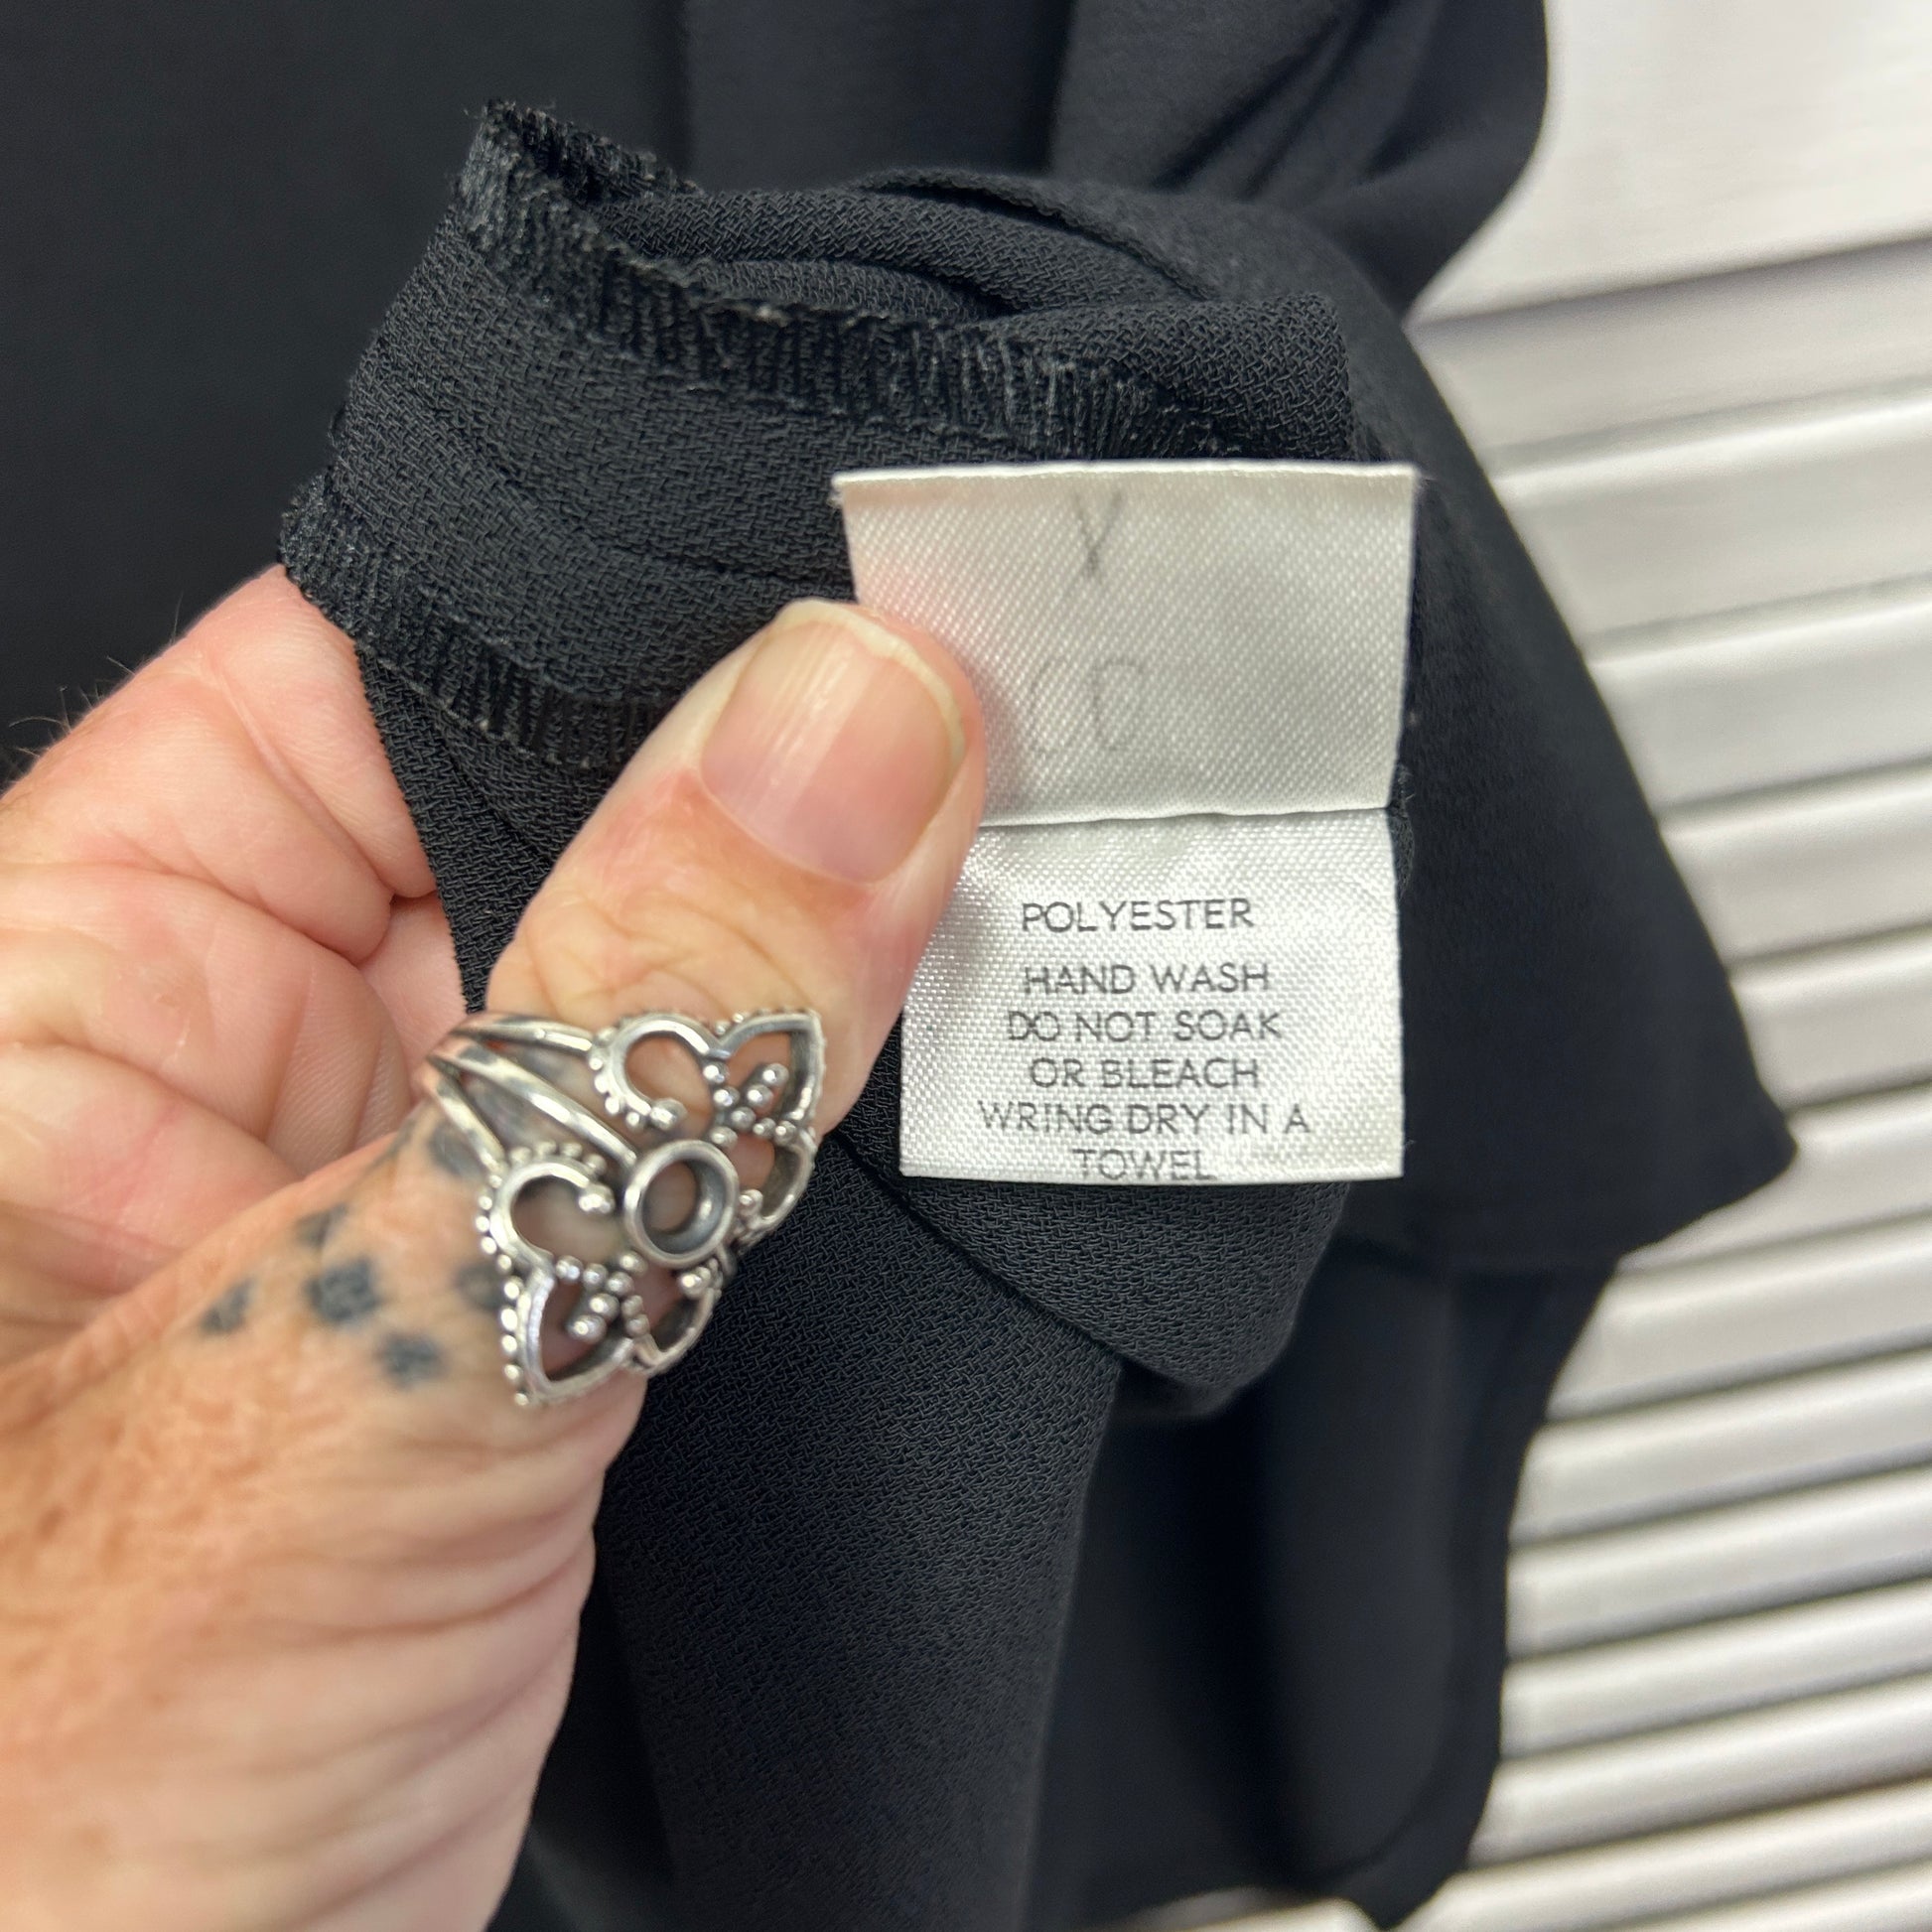 POLYESTER
HAND WASH
DO NOT SOAK
OR BLEACH
WRING DRY IN A
TOWEL